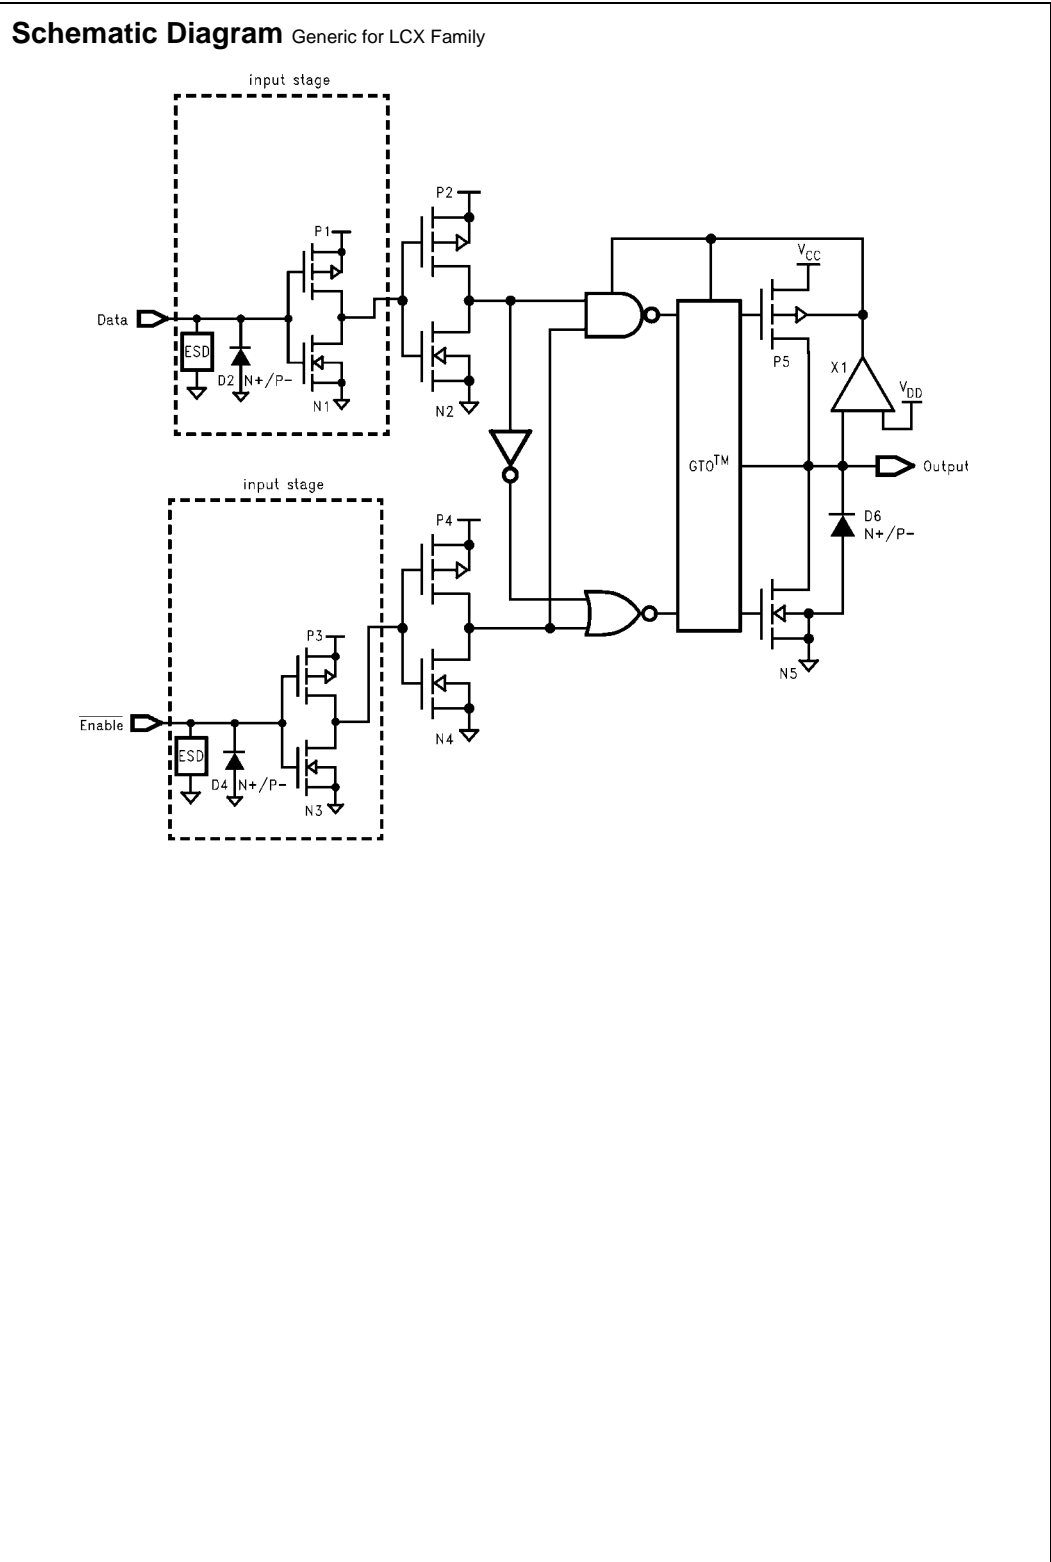 Schematic Diagram Generic for LCX Family
input stage
P2
P1
VCC
Data
ESD
D2 N+/P-
N1
N2
P5
X1
VDD
GTO™
Output
input stage
P4
D6
N+/P-
P3
N5
Enable
ESD
D4 N+/P-
N3
N4